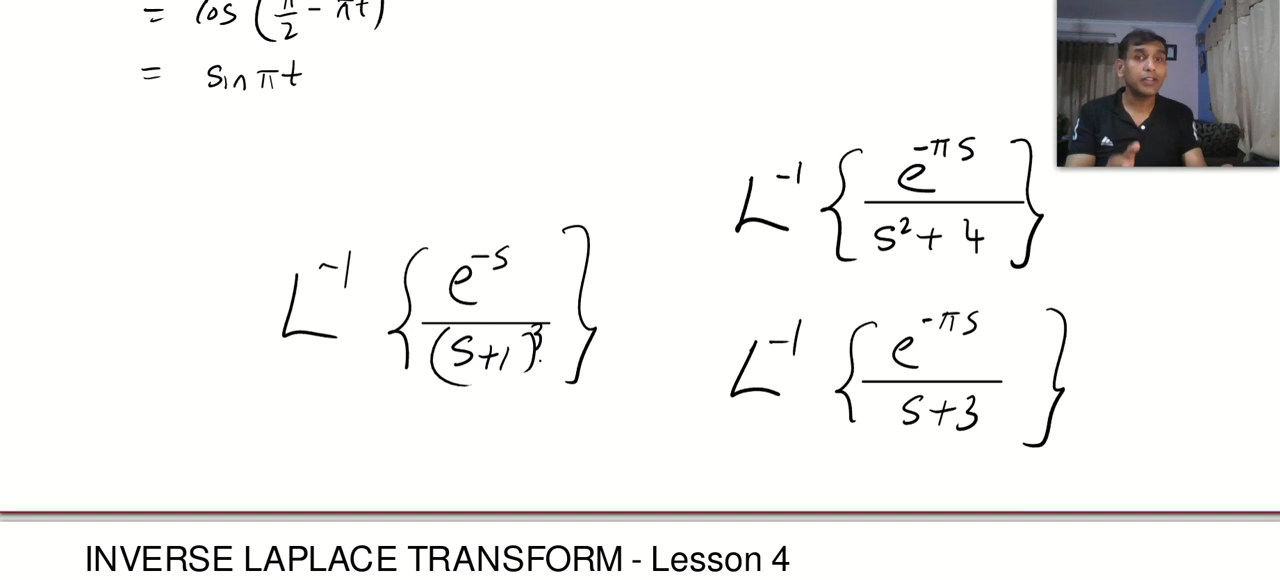 = cos (π/2 - πt)
= sin πt
L^-1 { e^-πs / s^2 + 4 }
L^-1 { e^-s / (s+1)^3 }
L^-1 { e^-πs / s+3 }
INVERSE LAPLACE TRANSFORM - Lesson 4